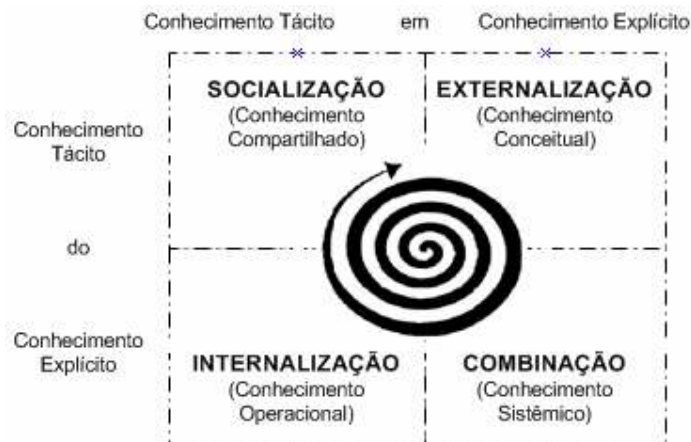 Conhecimento Tácito em Conhecimento Explícito
SOCIALIZAÇÃO
(Conhecimento
Compartilhado)
EXTERNALIZAÇÃO
(Conhecimento
Conceitual)
Conhecimento
Tácito
do
Conhecimento
Explícito
INTERNALIZAÇÃO
(Conhecimento
Operacional)
COMBINAÇÃO
(Conhecimento
Sistêmico)